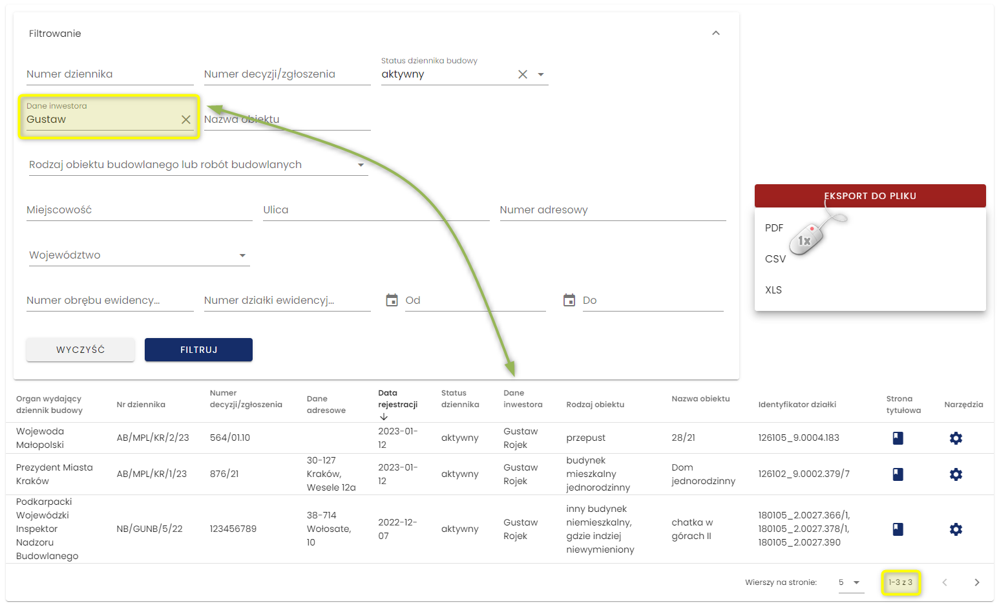 Filtrowanie
Status dziennika budowy
Numer dziennika
Numer decyzji/zgłoszenia
aktywny
Dane inwestora
Gustaw
Nazwa obiektu
Rodzaj obiektu budowlanego lub robót budowlanych
Miejscowość
Ulica
Numer adresowy
Województwo
Numer obrębu ewidency...
Numer działki ewidencyj...
Od
Do
WYCZYŚĆ
FILTRUJ
EKSPORT DO PLIKU
PDF
1x
CSV
XLS
Organ wydający
dziennik budowy
Nr dziennika
Numer
decyzji/zgłoszenia
Dane
adresowe
Data
rejestracji
Status
dziennika
Dane
inwestora
Rodzaj obiektu
Nazwa obiektu
Identyfikator działki
Strona
tytułowa
Narzędzia
Wojewoda
Małopolski
AB/MPL/KR/2/23
564/01.10
2023-01-
12
aktywny
Gustaw
Rojek
przepust
28/21
126105_9.0004.183
Prezydent Miasta
Kraków
AB/MPL/KR/1/23
876/21
30-127
Kraków,
Wesele 12a
2023-01-
12
aktywny
Gustaw
Rojek
budynek
mieszkalny
jednorodzinny
Dom
jednorodzinny
126102_9.0002.379/7
Podkarpacki
Wojewódzki
Inspektor
Nadzoru
Budowlanego
NB/GUNB/5/22
123456789
38-714
Wołosate,
10
2022-12-
07
aktywny
Gustaw
Rojek
inny budynek
niemieszkalny,
gdzie indziej
niewymieniony
chatka w
górach II
180105_2.0027.366/1,
180105_2.0027.378/1,
180105_2.0027.390
Wierszy na stronie:
5
1-3 z 3